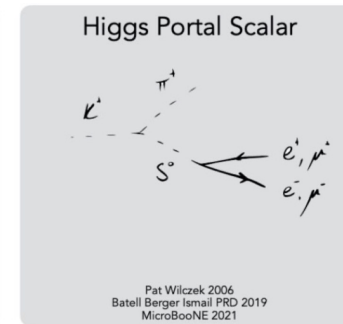 Higgs Portal Scalar
π⁺
K⁺
S⁰
e⁺, μ⁺
e⁻, μ⁻
Pat Wilczek 2006
Batell Berger Ismail PRD 2019
MicroBooNE 2021